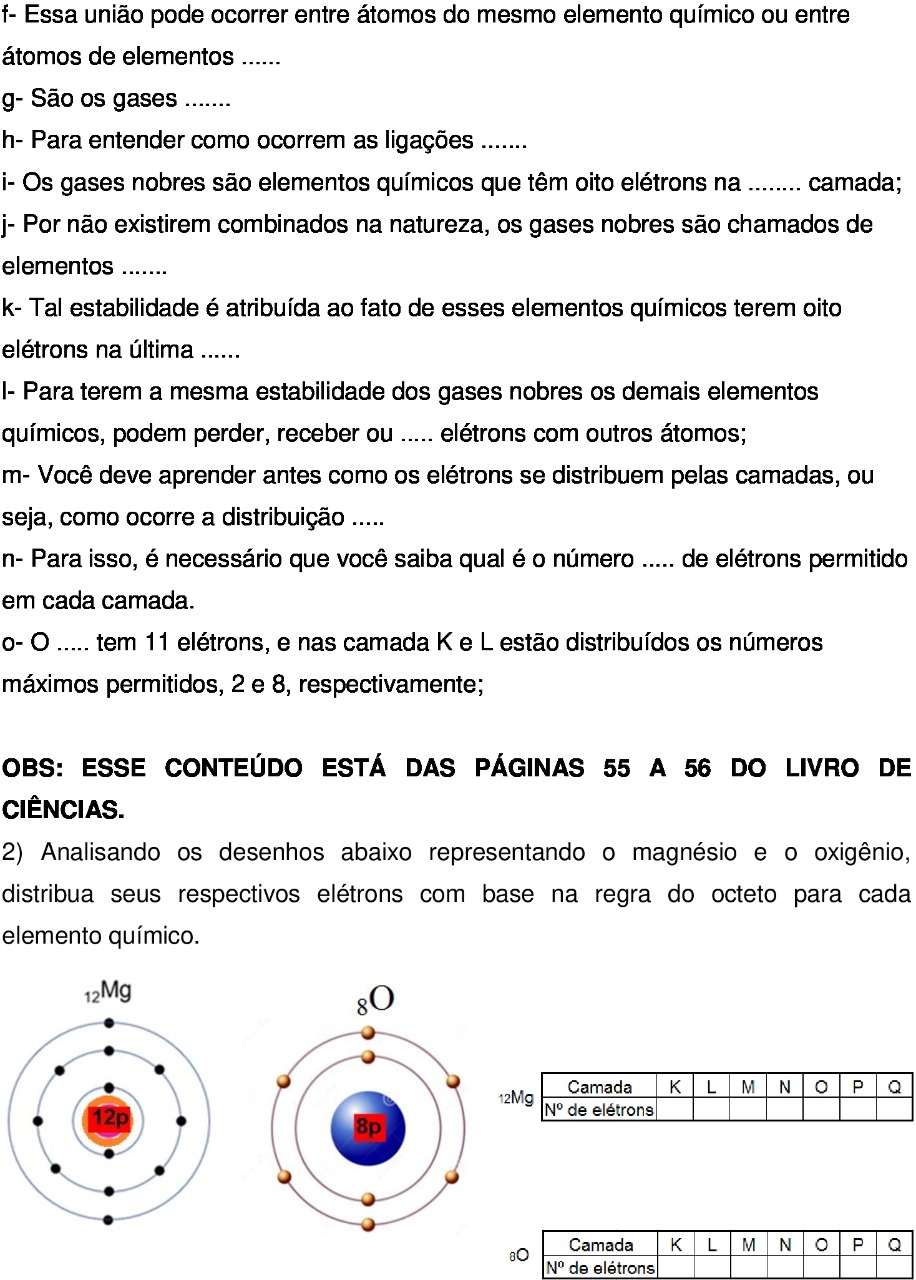 f- Essa união pode ocorrer entre átomos do mesmo elemento químico ou entre
átomos de elementos ......
g- São os gases .......
h- Para entender como ocorrem as ligações .......
i- Os gases nobres são elementos químicos que têm oito elétrons na ........ camada;
j- Por não existirem combinados na natureza, os gases nobres são chamados de
elementos .......
k- Tal estabilidade é atribuída ao fato de esses elementos químicos terem oito
elétrons na última ......
l- Para terem a mesma estabilidade dos gases nobres os demais elementos
químicos, podem perder, receber ou ..... elétrons com outros átomos;
m- Você deve aprender antes como os elétrons se distribuem pelas camadas, ou
seja, como ocorre a distribuição .....
n- Para isso, é necessário que você saiba qual é o número ..... de elétrons permitido
em cada camada.
o- O ..... tem 11 elétrons, e nas camada K e L estão distribuídos os números
máximos permitidos, 2 e 8, respectivamente;
OBS: ESSE CONTEÚDO ESTÁ DAS PÁGINAS 55 A 56 DO LIVRO DE
CIÊNCIAS.
2) Analisando os desenhos abaixo representando o magnésio e o oxigênio,
distribua seus respectivos elétrons com base na regra do octeto para cada
elemento químico.
₁₂Mg
12p
₈O
8p
₁₂Mg
Camada K L M N O P Q
Nº de elétrons
₈O
Camada K L M N O P Q
Nº de elétrons